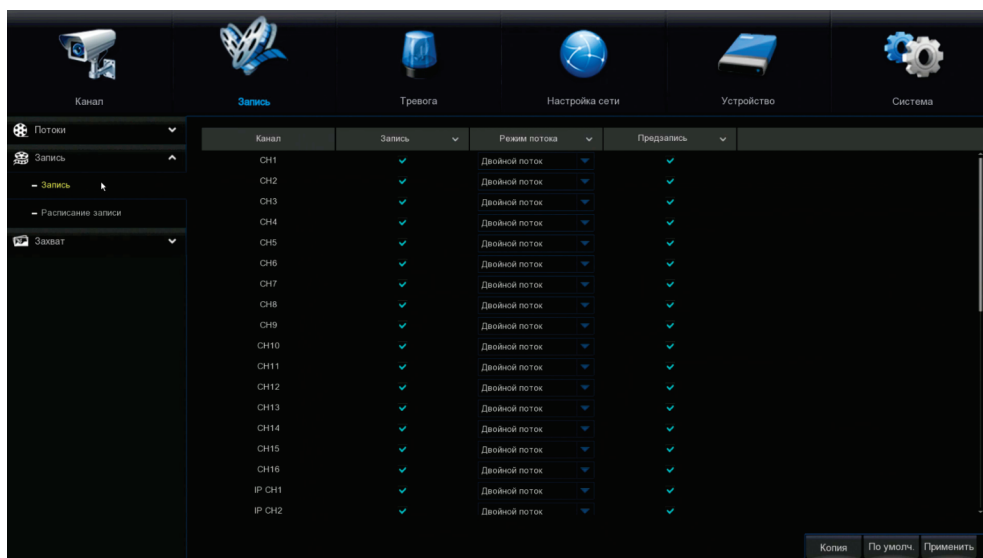 Канал Запись Тревога Настройка сети Устройство Система
Потоки
Запись
Запись
Расписание записи
Захват
Канал Запись Режим потока Предзапись
CH1 Двойной поток
CH2 Двойной поток
CH3 Двойной поток
CH4 Двойной поток
CH5 Двойной поток
CH6 Двойной поток
CH7 Двойной поток
CH8 Двойной поток
CH9 Двойной поток
CH10 Двойной поток
CH11 Двойной поток
CH12 Двойной поток
CH13 Двойной поток
CH14 Двойной поток
CH15 Двойной поток
CH16 Двойной поток
IP CH1 Двойной поток
IP CH2 Двойной поток
Копия По умолч. Применить